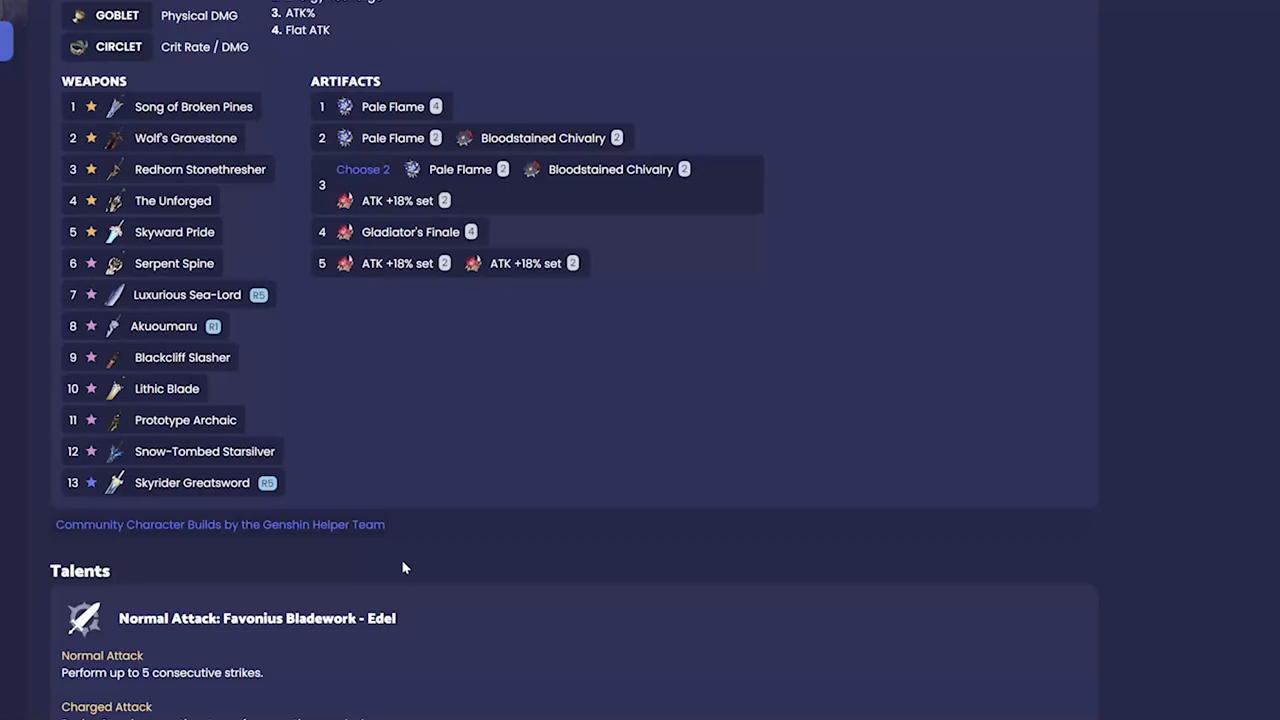 GOBLET Physical DMG
3. ATK%
4. Flat ATK
CIRCLET Crit Rate / DMG
WEAPONS
1 Song of Broken Pines
2 Wolf's Gravestone
3 Redhorn Stonethresher
4 The Unforged
5 Skyward Pride
6 Serpent Spine
7 Luxurious Sea-Lord R5
8 Akuoumaru R1
9 Blackcliff Slasher
10 Lithic Blade
11 Prototype Archaic
12 Snow-Tombed Starsilver
13 Skyrider Greatsword R5
ARTIFACTS
1 Pale Flame 4
2 Pale Flame 2 Bloodstained Chivalry 2
3 Choose 2 Pale Flame 2 Bloodstained Chivalry 2
ATK +18% set 2
4 Gladiator's Finale 4
5 ATK +18% set 2 ATK +18% set 2
Community Character Builds by the Genshin Helper Team
Talents
Normal Attack: Favonius Bladework - Edel
Normal Attack
Perform up to 5 consecutive strikes.
Charged Attack